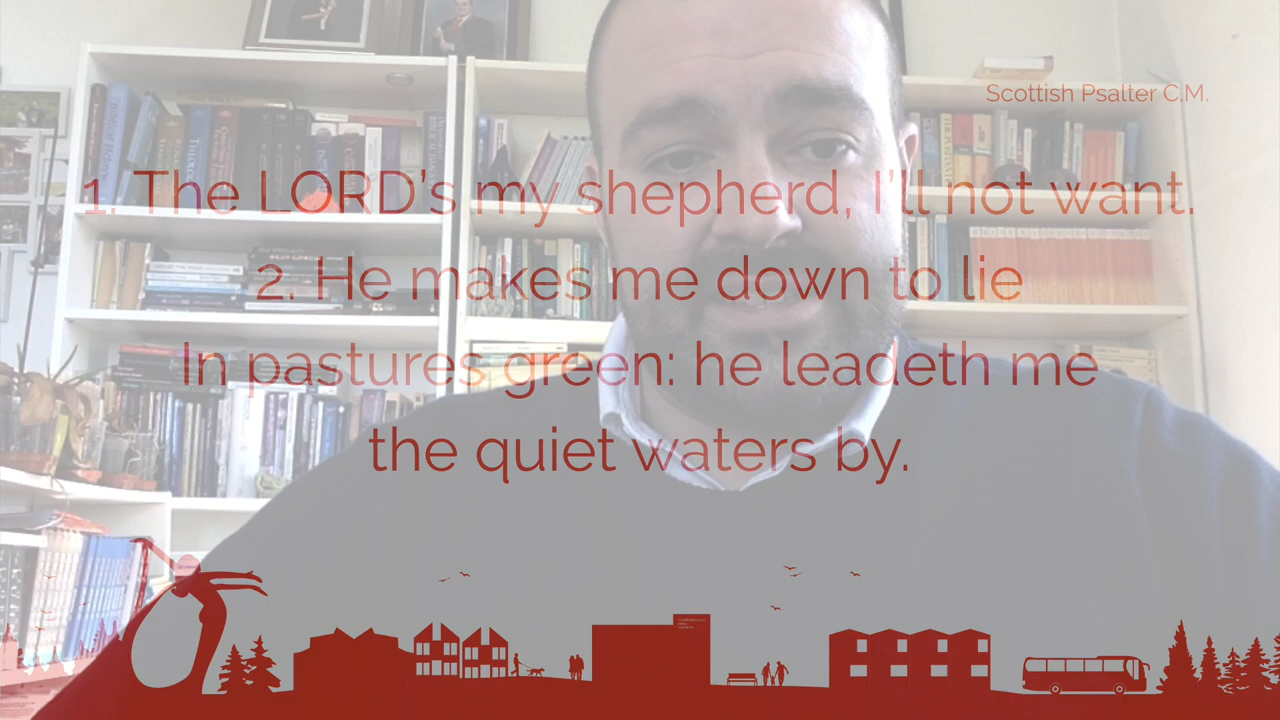 Scottish Psalter C.M.
1. The LORD's my shepherd, I'll not want.
2. He makes me down to lie
In pastures green: he leadeth me
the quiet waters by.